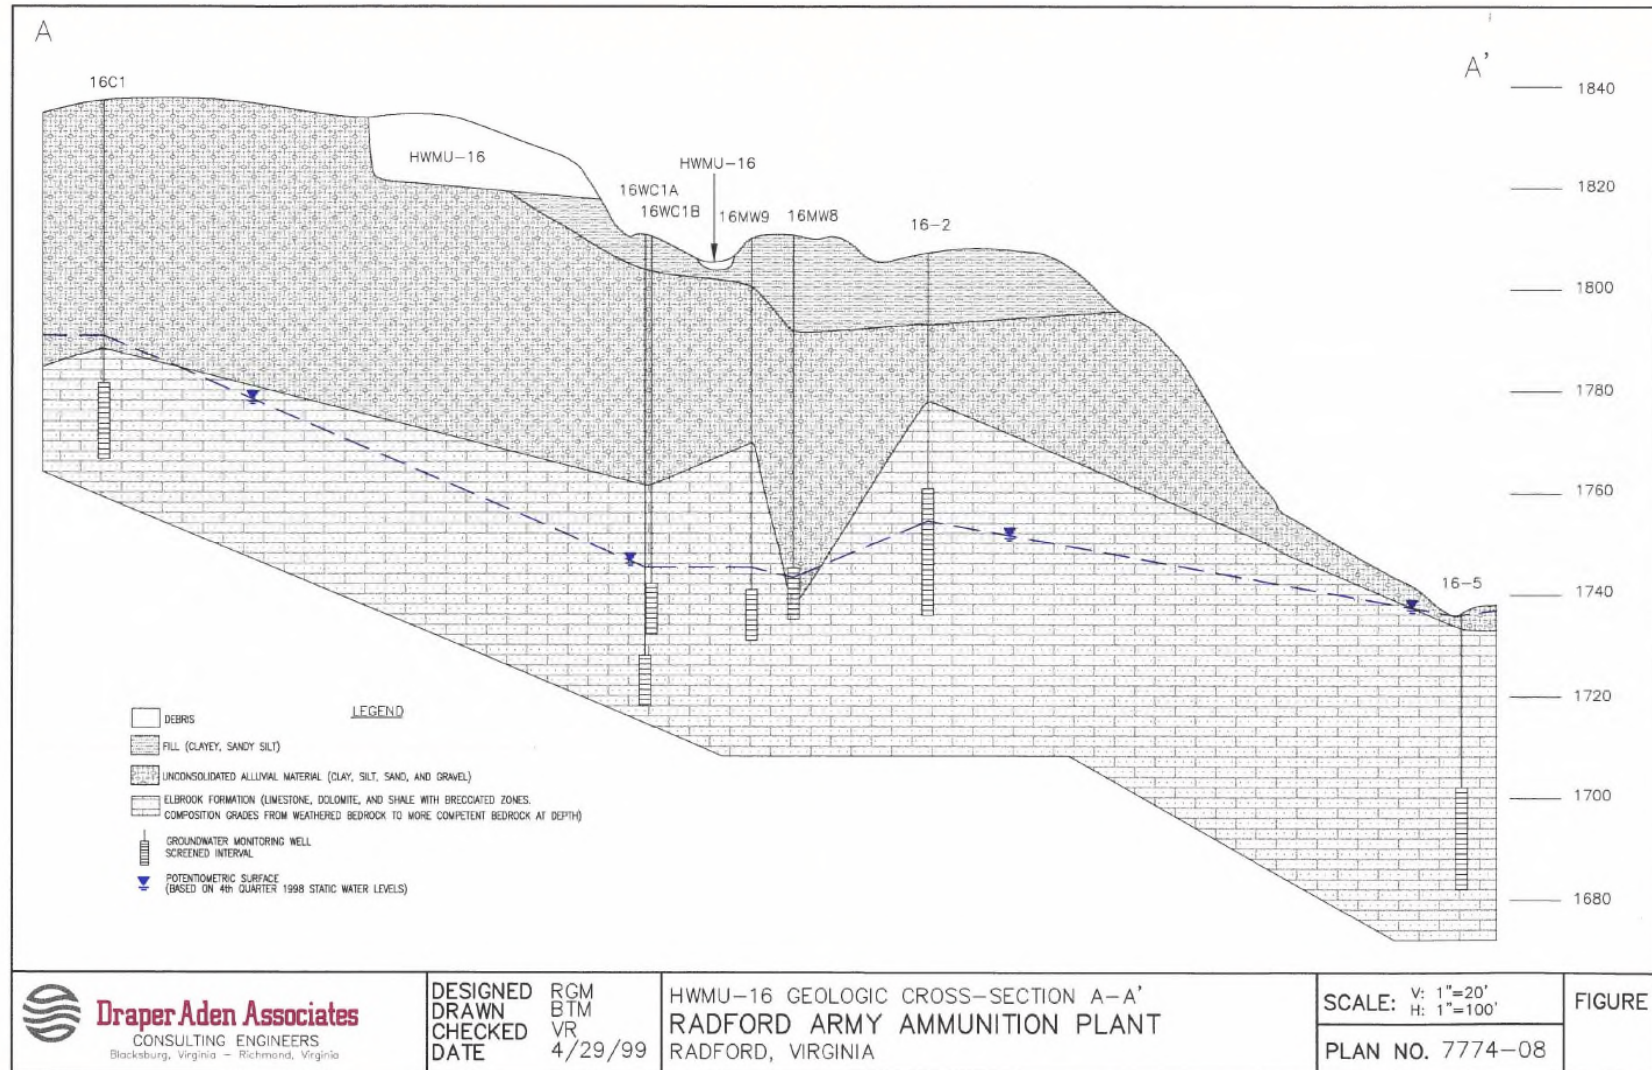 A
A'
16C1
1840
HWMU-16
HWMU-16
1820
16WC1A
16WC1B
16MW9
16MW8
16-2
1800
1780
1760
16-5
1740
1720
1700
1680
LEGEND
DEBRIS
FILL (CLAYEY, SANDY SILT)
UNCONSOLIDATED ALLUVIAL MATERIAL (CLAY, SILT, SAND, AND GRAVEL)
ELBROOK FORMATION (LIMESTONE, DOLOMITE, AND SHALE WITH BRECCIATED ZONES.
COMPOSITION GRADES FROM WEATHERED BEDROCK TO MORE COMPETENT BEDROCK AT DEPTH)
GROUNDWATER MONITORING WELL
SCREENED INTERVAL
POTENTIOMETRIC SURFACE
(BASED ON 4th QUARTER 1998 STATIC WATER LEVELS)
Draper Aden Associates
CONSULTING ENGINEERS
Blacksburg, Virginia - Richmond, Virginia
DESIGNED RGM
DRAWN BTM
CHECKED VR
DATE 4/29/99
HWMU-16 GEOLOGIC CROSS-SECTION A-A'
RADFORD ARMY AMMUNITION PLANT
RADFORD, VIRGINIA
SCALE: V: 1"=20'
H: 1"=100'
PLAN NO. 7774-08
FIGURE